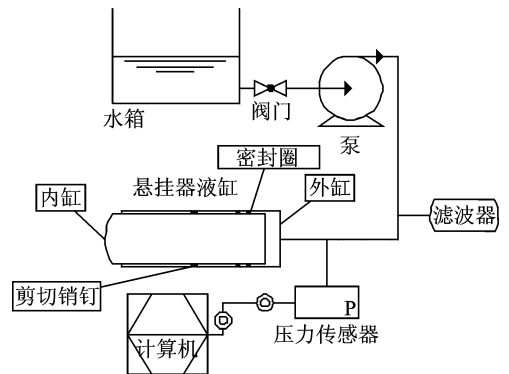 水箱
阀门
泵
密封圈
悬挂器液缸
外缸
内缸
滤波器
剪切销钉
P
计算机
压力传感器